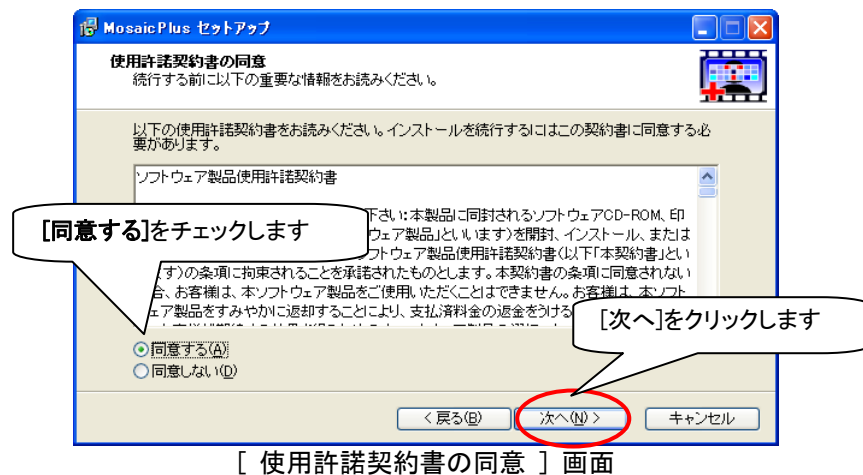 MosaicPlus セットアップ
使用許諾契約書の同意
続行する前に以下の重要な情報をお読みください。
以下の使用許諾契約書をお読みください。インストールを続行するにはこの契約書に同意する必
要があります。
ソフトウェア製品使用許諾契約書
下さい:本製品に同封されるソフトウェアCD-ROM、印
ウェア製品」といいます)を開封、インストール、または
フトウェア製品使用許諾契約書(以下「本契約書」とい
す)の条項に拘束されることを承諾されたものとします。本契約書の条項に同意されない
合、お客様は、本ソフトウェア製品をご使用いただくことはできません。お客様は、本ソフト
ェア製品をすみやかに返却することにより、支払済料金の返金をうける
[同意する]をチェックします
[次へ]をクリックします
同意する(A)
同意しない(D)
< 戻る(B)
次へ(N) >
キャンセル
[ 使用許諾契約書の同意 ] 画面